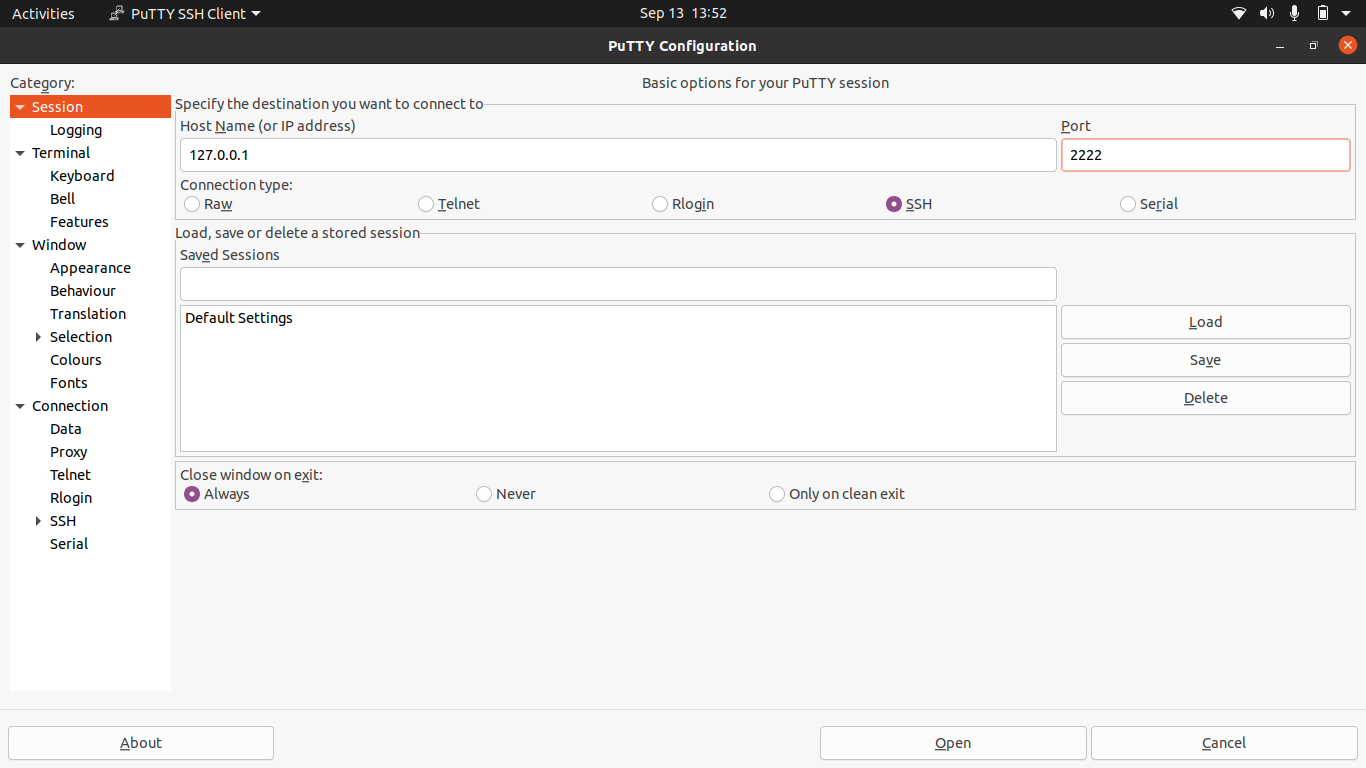 Activities PuTTY SSH Client Sep 13 13:52
PuTTY Configuration
Category:
Session
Logging
Terminal
Keyboard
Bell
Features
Window
Appearance
Behaviour
Translation
Selection
Colours
Fonts
Connection
Data
Proxy
Telnet
Rlogin
SSH
Serial
Basic options for your PuTTY session
Specify the destination you want to connect to
Host Name (or IP address) Port
127.0.0.1 2222
Connection type:
Raw Telnet Rlogin SSH Serial
Load, save or delete a stored session
Saved Sessions
Default Settings
Load
Save
Delete
Close window on exit:
Always Never Only on clean exit
About Open Cancel